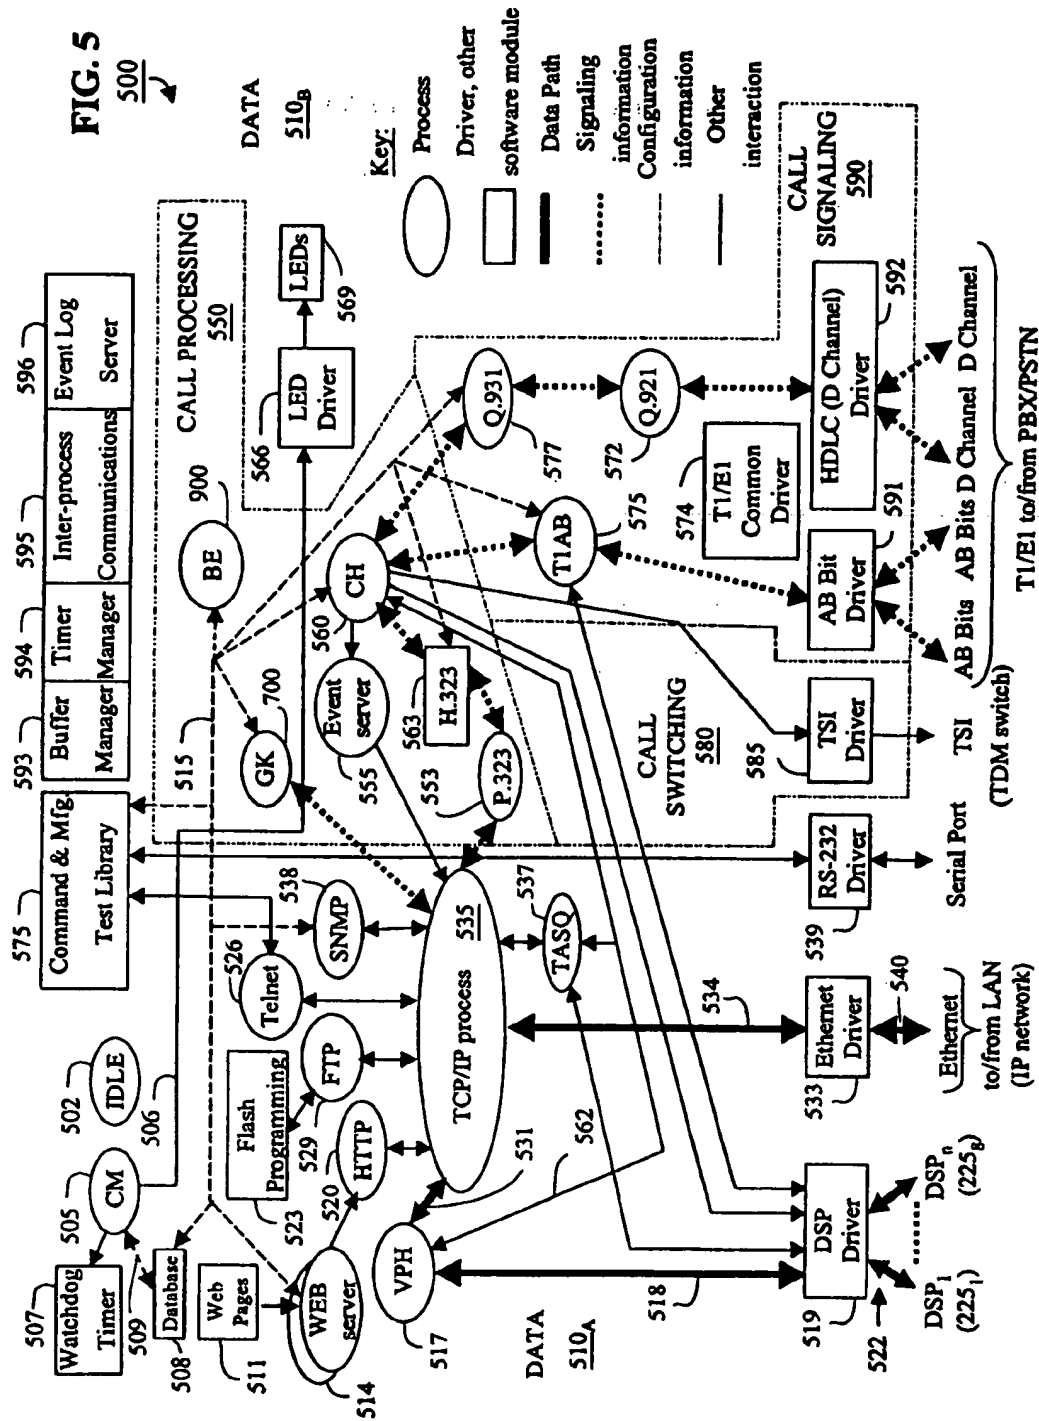 FIG. 5
500
DATA
510B
Key:
Process
Driver, other
software module
Data Path
Signaling
information
Configuration
information
Other
interaction
575
Command & Mfg.
Test Library
593
Buffer
Manager
594
Timer
Manager
595
Inter-process
Communications
596
Event Log
Server
507
Watchdog
Timer
505
CM
502
IDLE
506
509
Database
508
Web
Pages
511
WEB
server
514
515
Flash
Programming
523
FTP
529
HTTP
520
526
Telnet
538
SNMP
TCP/IP process
535
TASQ
537
VPH
517
531
562
534
518
CALL PROCESSING
550
BE
900
GK
700
Event
server
555
CH
560
H.323
563
P.323
553
566
LED
Driver
LEDs
569
Q.931
577
Q.921
572
T1AB
575
574
T1/E1
Common
Driver
CALL
SWITCHING
580
CALL
SIGNALING
590
DATA
510A
519
DSP
Driver
522
DSP1
(2251)
DSPn
(2258)
533
Ethernet
Driver
540
Ethernet
to/from LAN
(IP network)
539
RS-232
Driver
Serial Port
585
TSI
Driver
TSI
(TDM switch)
AB Bit
Driver
591
HDLC (D Channel)
Driver
592
AB Bits
AB Bits
D Channel
D Channel
T1/E1 to/from PBX/PSTN